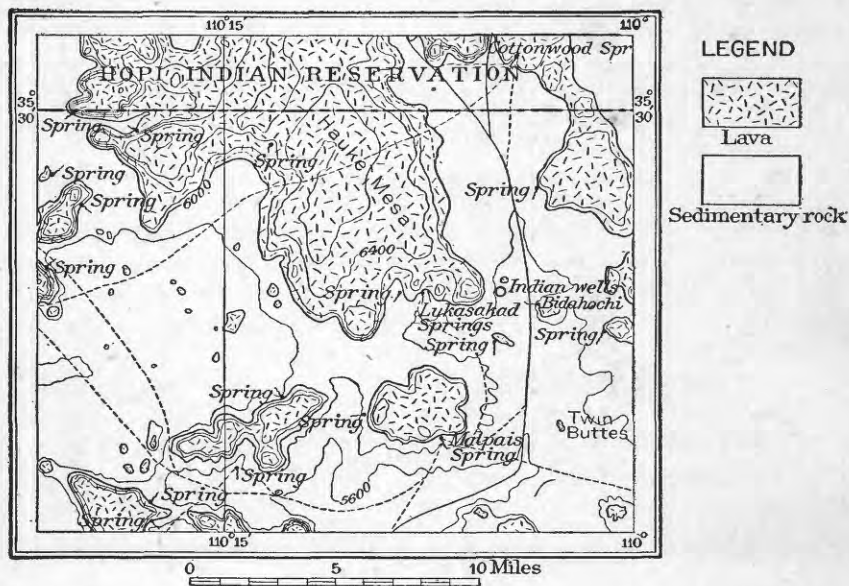 110°15' 110°
LEGEND
Cottonwood Spr
HOPI INDIAN RESERVATION
35°
30'
35°
30
Spring
Spring
Spring
Lava
Hauke Mesa
Spring
6000
Spring
Spring
Sedimentary rock
6400
Spring
Spring
Indian wells
Bidahochi
Lukasakad
Springs
Spring
Spring
Spring
Spring
Twin
Buttes
Malpais
Spring
Spring
5600
Spring
Spring
110°15' 110°
0 5 10 Miles